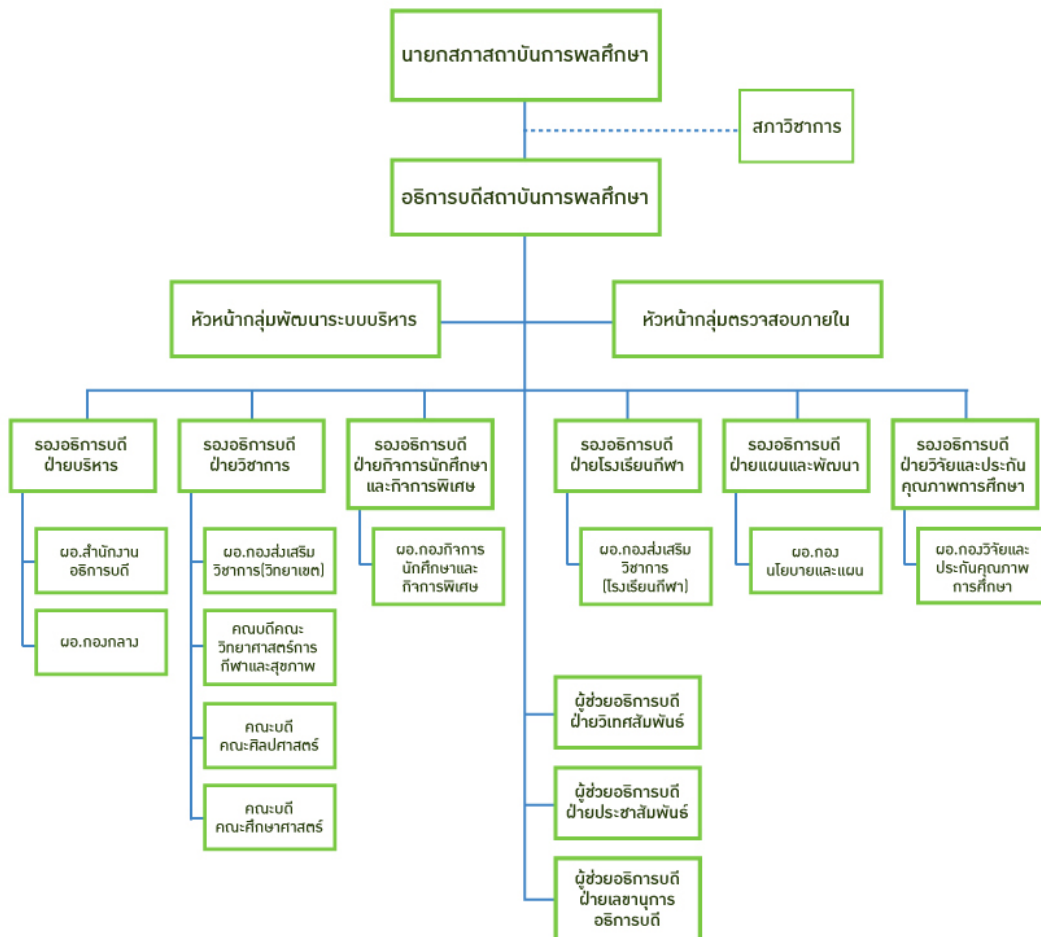 นายกสภาสถาบันการพลศึกษา
สภาวิชาการ
อธิการบดีสถาบันการพลศึกษา
หัวหน้ากลุ่มพัฒนาระบบบริหาร
หัวหน้ากลุ่มตรวจสอบภายใน
รองอธิการบดี
ฝ่ายบริหาร
รองอธิการบดี
ฝ่ายวิชาการ
รองอธิการบดี
ฝ่ายกิจการนักศึกษา
และกิจการพิเศษ
รองอธิการบดี
ฝ่ายโรงเรียนกีฬา
รองอธิการบดี
ฝ่ายแผนและพัฒนา
รองอธิการบดี
ฝ่ายวิจัยและประกัน
คุณภาพการศึกษา
ผอ.สำนักงาน
อธิการบดี
ผอ.กองส่งเสริม
วิชาการ(วิทยาเขต)
ผอ.กองกิจการ
นักศึกษาและ
กิจการพิเศษ
ผอ.กองส่งเสริม
วิชาการ
(โรงเรียนกีฬา)
ผอ.กอง
นโยบายและแผน
ผอ.กองวิจัยและ
ประกันคุณภาพ
การศึกษา
ผอ.กองกลาง
คณบดีคณะ
วิทยาศาสตร์การ
กีฬาและสุขภาพ
คณะบดี
คณะศิลปศาสตร์
คณะบดี
คณะศึกษาศาสตร์
ผู้ช่วยอธิการบดี
ฝ่ายวิเทศสัมพันธ์
ผู้ช่วยอธิการบดี
ฝ่ายประชาสัมพันธ์
ผู้ช่วยอธิการบดี
ฝ่ายเลขานุการ
อธิการบดี